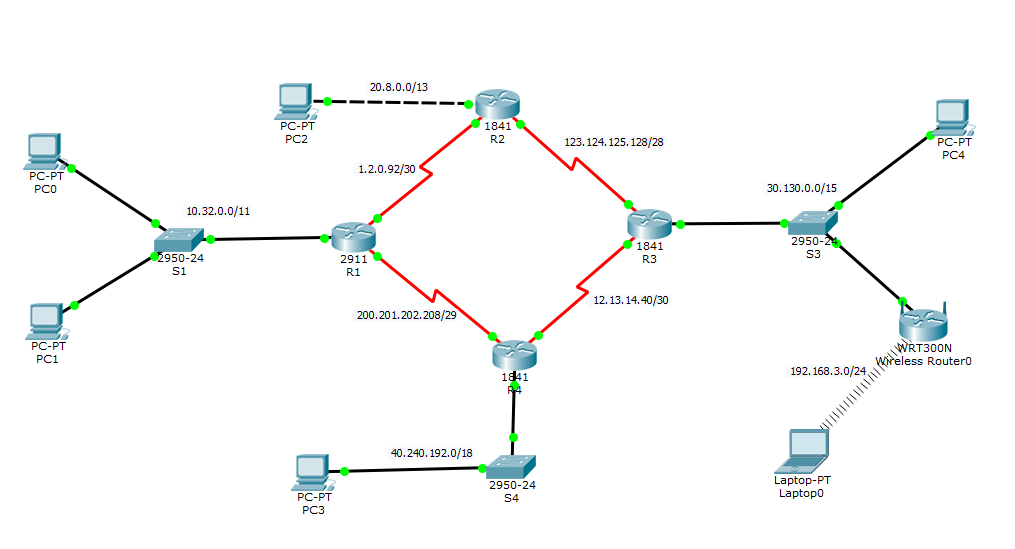 20.8.0.0/13
PC-PT
PC2
1841
R2
123.124.125.128/28
PC-PT
PC4
PC-PT
PC0
1.2.0.92/30
30.130.0.0/15
10.32.0.0/11
2950-24
S1
2911
R1
1841
R3
2950-24
S3
200.201.202.208/29
12.13.14.40/30
PC-PT
PC1
1841
R4
WRT300N
Wireless Router0
192.168.3.0/24
40.240.192.0/18
PC-PT
PC3
2950-24
S4
Laptop-PT
Laptop0